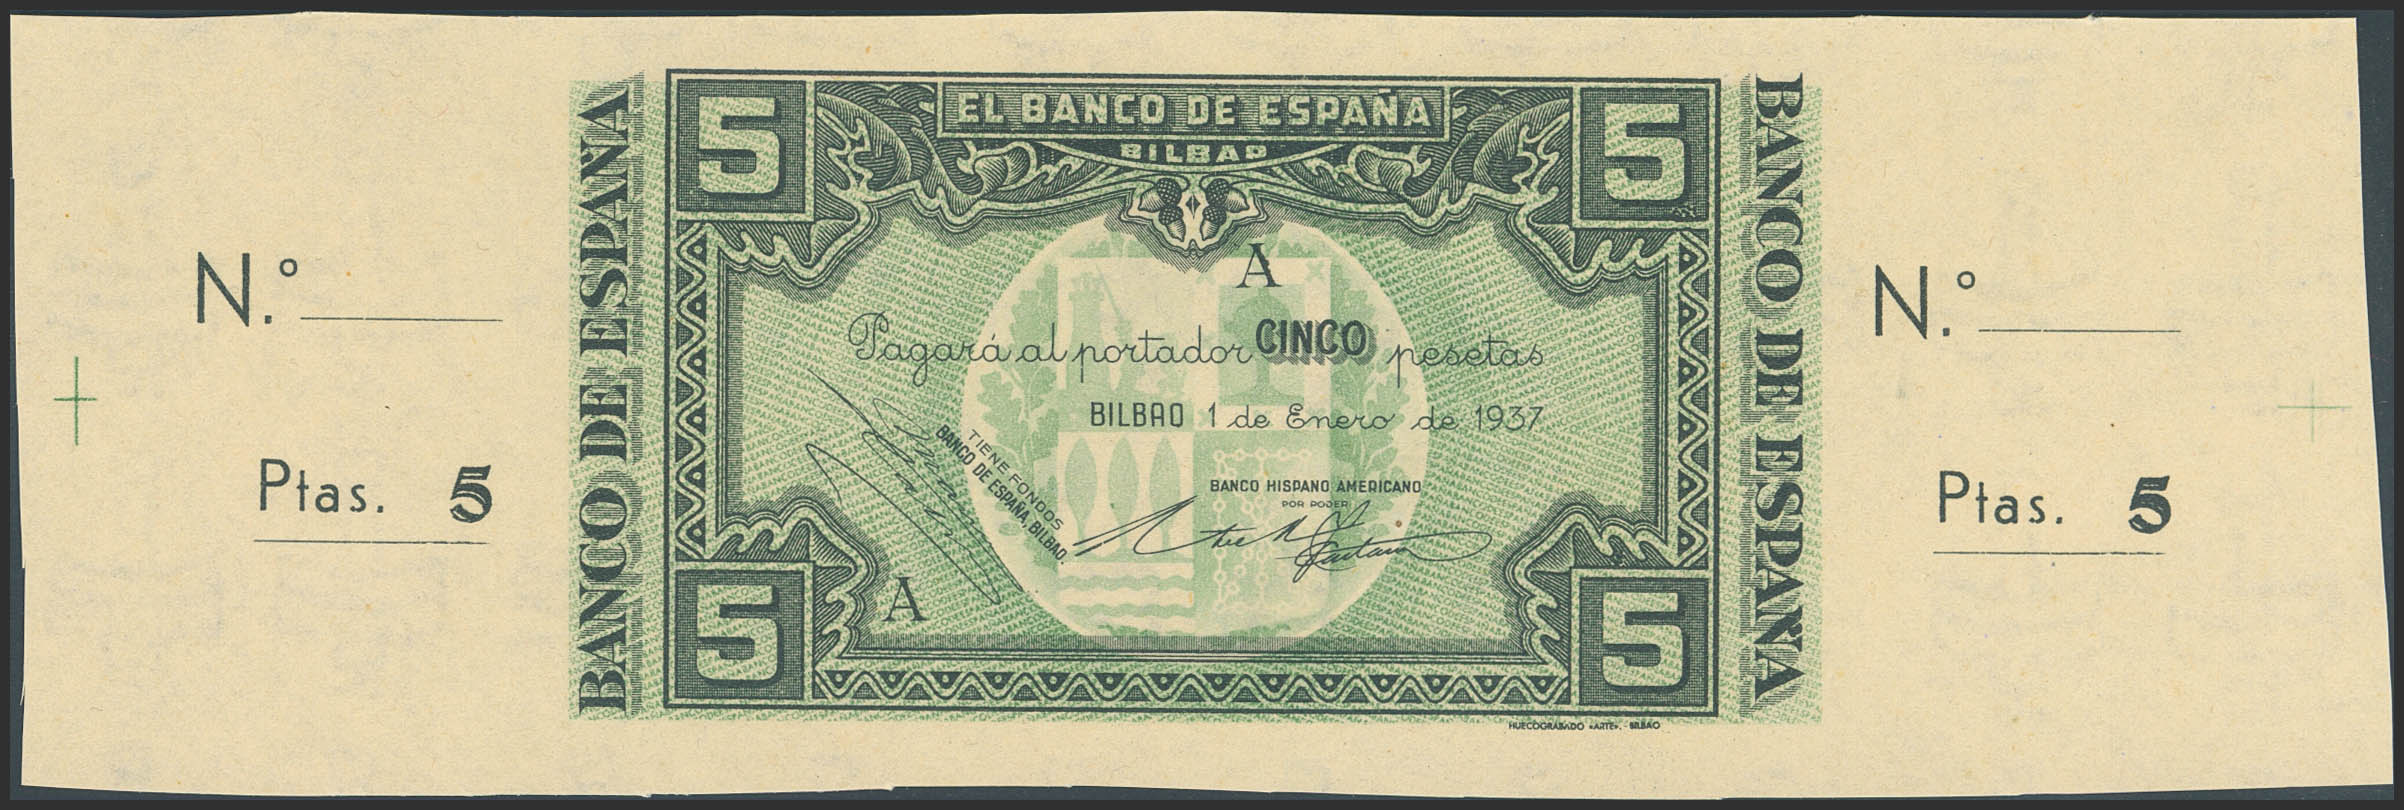 N.º
Ptas. 5
BANCO DE ESPAÑA
5
EL BANCO DE ESPAÑA
5
BILBAO
A
Pagará al portador CINCO pesetas
BILBAO 1 de Enero de 1937
TIENE FONDOS
BANCO DE ESPAÑA, BILBAO.
BANCO HISPANO AMERICANO
POR PODER
A
5
5
HUECOGRABADO «ARTE». - BILBAO
BANCO DE ESPAÑA
N.º
Ptas. 5